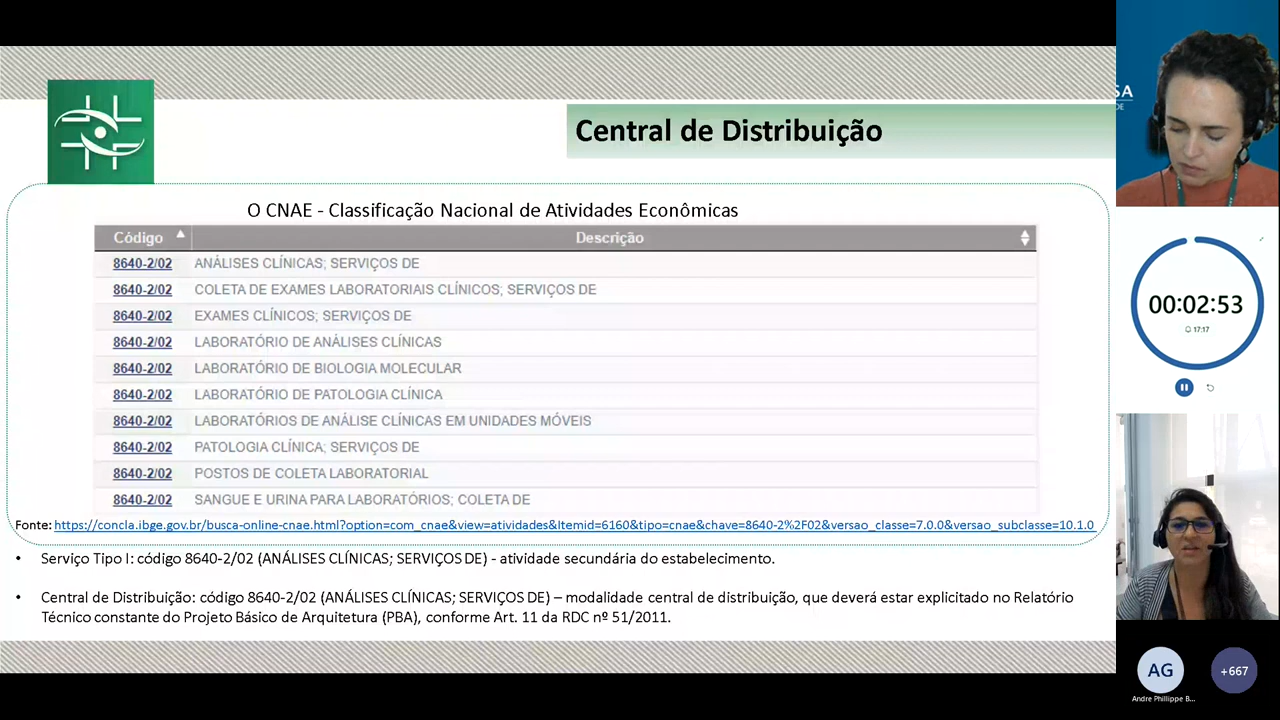 Central de Distribuição
O CNAE - Classificação Nacional de Atividades Econômicas
Código Descrição
8640-2/02 ANÁLISES CLÍNICAS; SERVIÇOS DE
8640-2/02 COLETA DE EXAMES LABORATORIAIS CLÍNICOS; SERVIÇOS DE
8640-2/02 EXAMES CLÍNICOS; SERVIÇOS DE
8640-2/02 LABORATÓRIO DE ANÁLISES CLÍNICAS
8640-2/02 LABORATÓRIO DE BIOLOGIA MOLECULAR
8640-2/02 LABORATÓRIO DE PATOLOGIA CLÍNICA
8640-2/02 LABORATÓRIOS DE ANÁLISE CLÍNICAS EM UNIDADES MÓVEIS
8640-2/02 PATOLOGIA CLÍNICA; SERVIÇOS DE
8640-2/02 POSTOS DE COLETA LABORATORIAL
8640-2/02 SANGUE E URINA PARA LABORATÓRIOS; COLETA DE
Fonte: https://concla.ibge.gov.br/busca-online-cnae.html?option=com_cnae&view=atividades&Itemid=6160&tipo=cnae&chave=8640-2%2F02&versao_classe=7.0.0&versao_subclasse=10.1.0
• Serviço Tipo I: código 8640-2/02 (ANÁLISES CLÍNICAS; SERVIÇOS DE) - atividade secundária do estabelecimento.
• Central de Distribuição: código 8640-2/02 (ANÁLISES CLÍNICAS; SERVIÇOS DE) – modalidade central de distribuição, que deverá estar explicitado no Relatório
Técnico constante do Projeto Básico de Arquitetura (PBA), conforme Art. 11 da RDC nº 51/2011.
SA
DE
00:02:53
17:17
AG
+667
Andre Phillippe B...